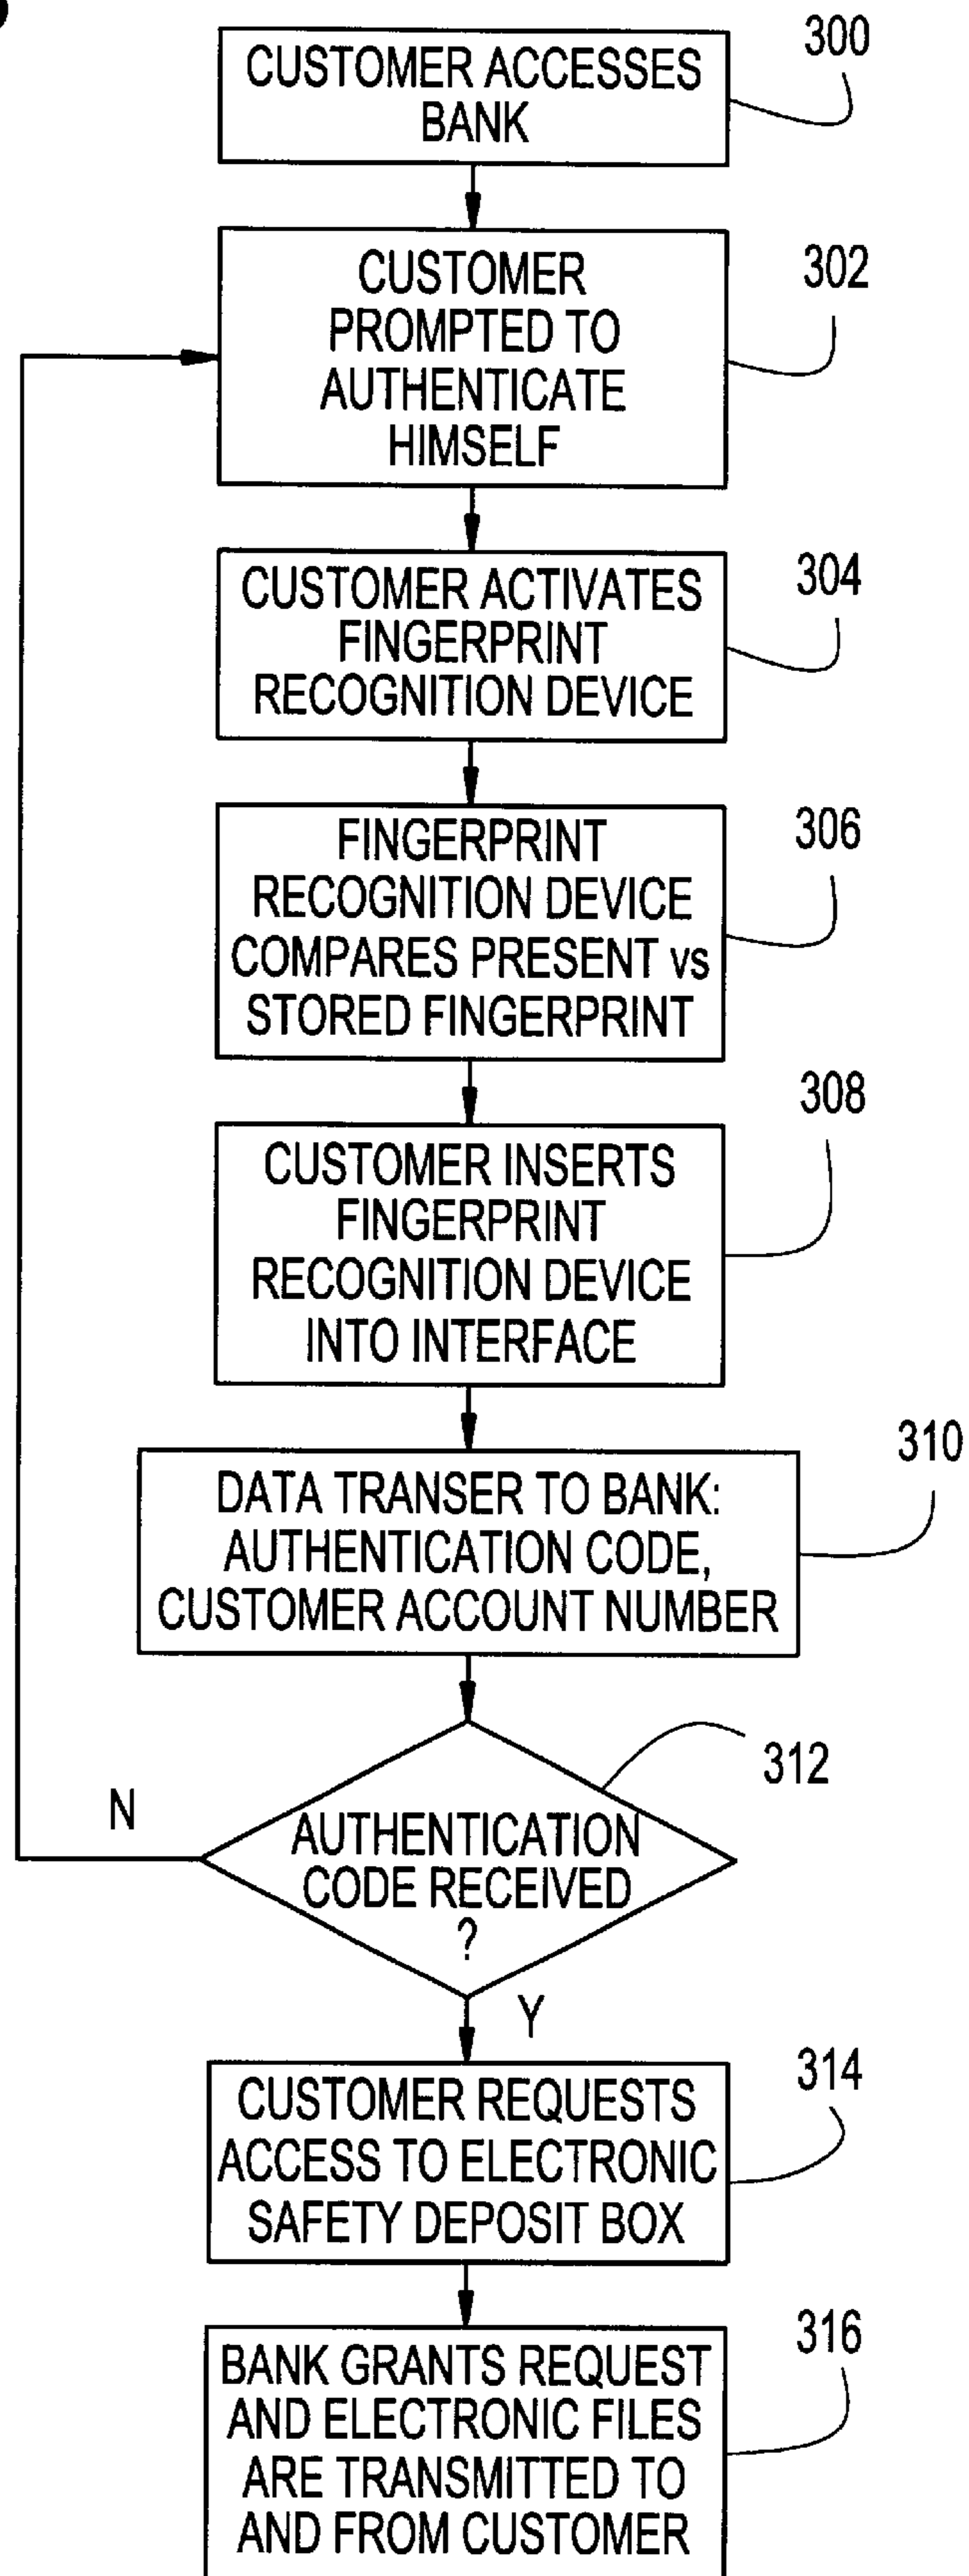 300
CUSTOMER ACCESSES
BANK
302
CUSTOMER
PROMPTED TO
AUTHENTICATE
HIMSELF
304
CUSTOMER ACTIVATES
FINGERPRINT
RECOGNITION DEVICE
306
FINGERPRINT
RECOGNITION DEVICE
COMPARES PRESENT vs
STORED FINGERPRINT
308
CUSTOMER INSERTS
FINGERPRINT
RECOGNITION DEVICE
INTO INTERFACE
310
DATA TRANSER TO BANK:
AUTHENTICATION CODE,
CUSTOMER ACCOUNT NUMBER
312
N
AUTHENTICATION
CODE RECEIVED
?
Y
314
CUSTOMER REQUESTS
ACCESS TO ELECTRONIC
SAFETY DEPOSIT BOX
316
BANK GRANTS REQUEST
AND ELECTRONIC FILES
ARE TRANSMITTED TO
AND FROM CUSTOMER